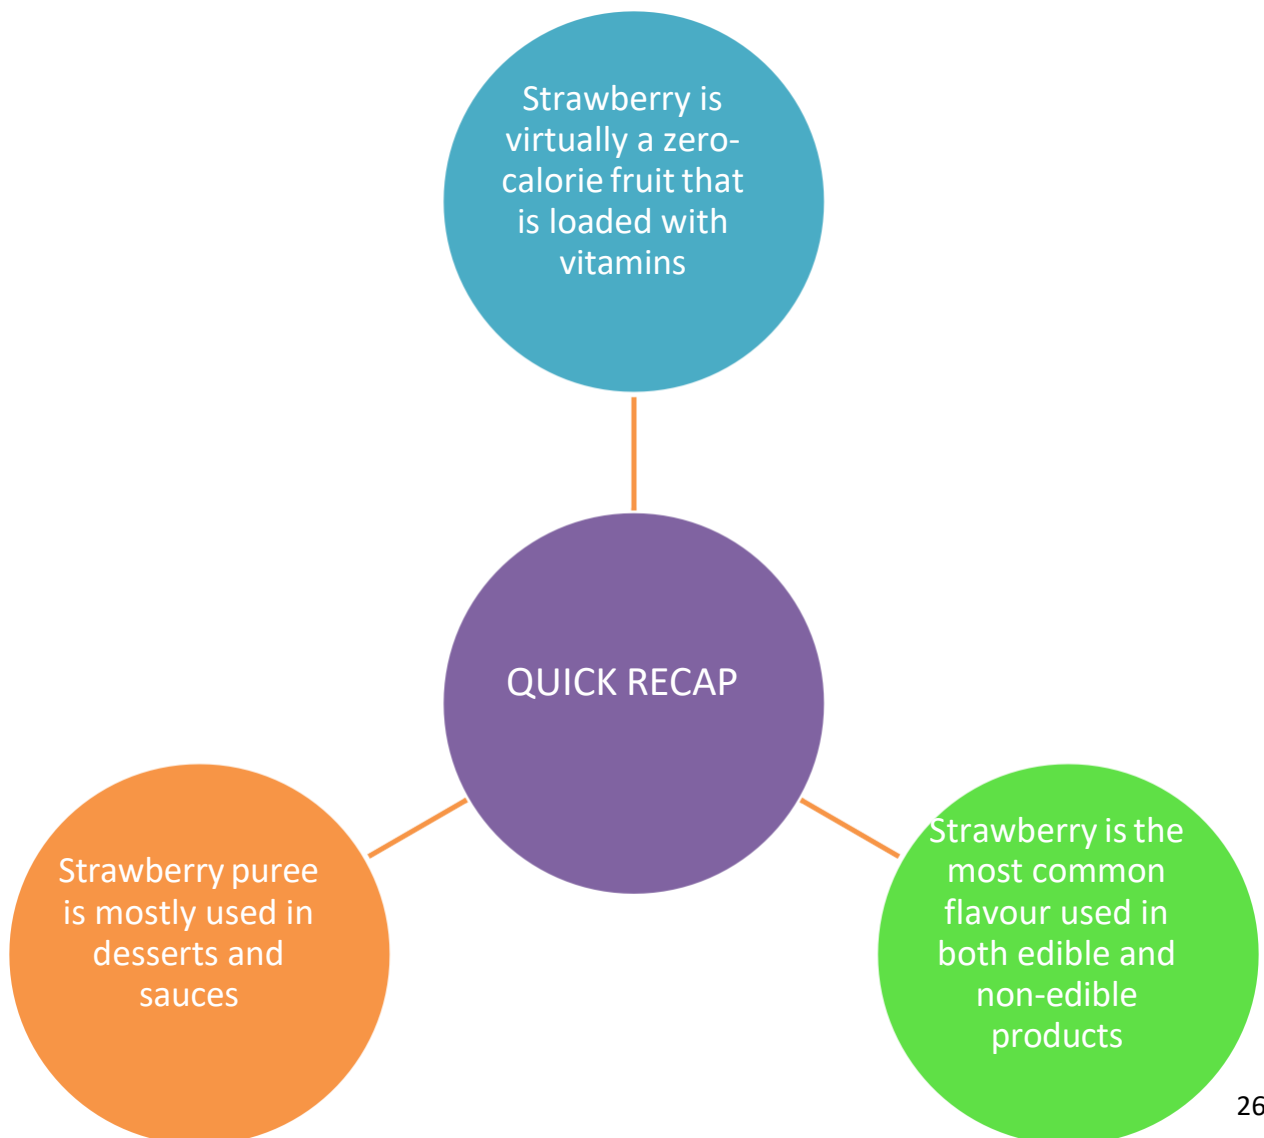 Strawberry is
virtually a zero-
calorie fruit that
is loaded with
vitamins
QUICK RECAP
Strawberry puree
is mostly used in
desserts and
sauces
Strawberry is the
most common
flavour used in
both edible and
non-edible
products
26